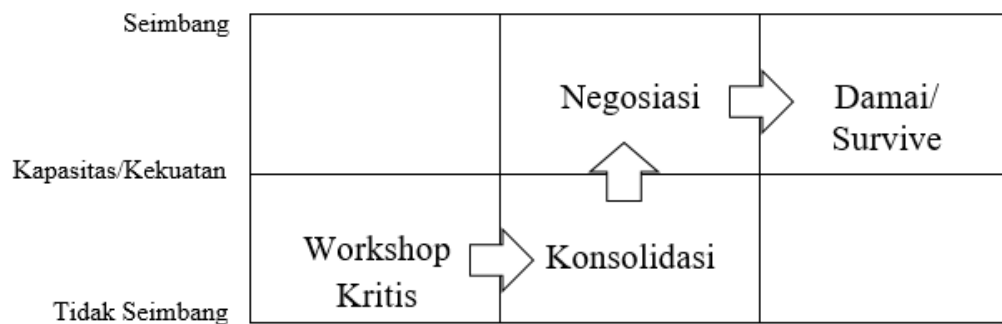 Seimbang
Negosiasi
Damai/
Survive
Kapasitas/Kekuatan
Workshop
Kritis
Konsolidasi
Tidak Seimbang